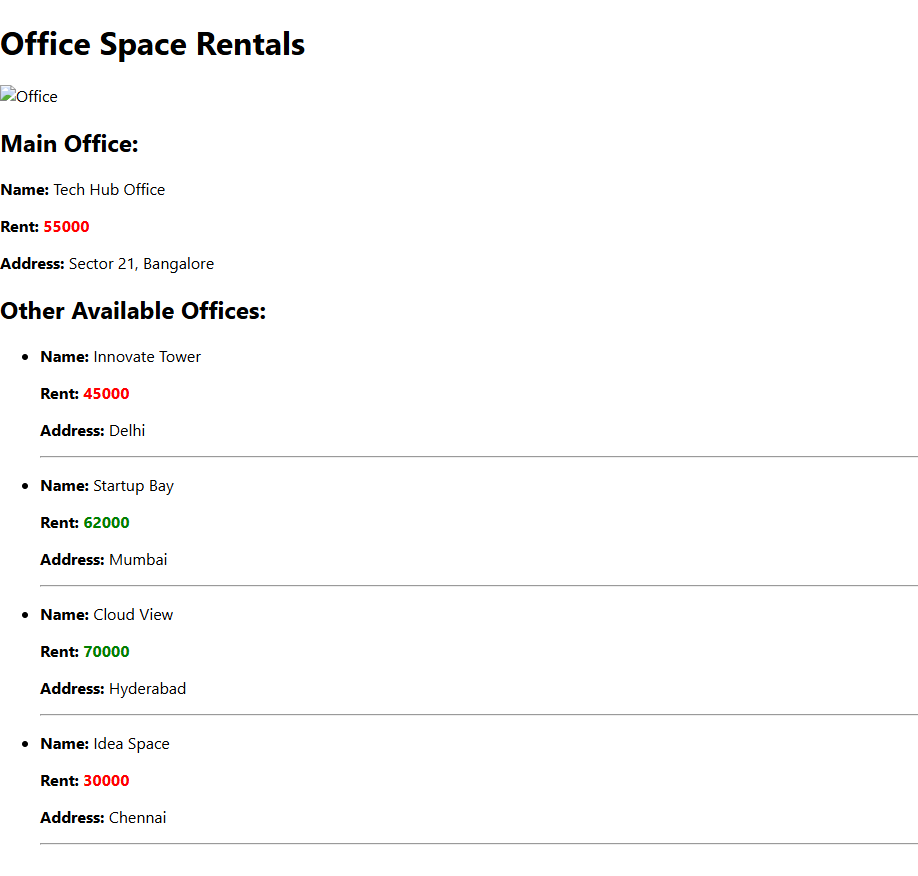 Office Space Rentals
Office
Main Office:
Name: Tech Hub Office
Rent: 55000
Address: Sector 21, Bangalore
Other Available Offices:
Name: Innovate Tower
Rent: 45000
Address: Delhi
Name: Startup Bay
Rent: 62000
Address: Mumbai
Name: Cloud View
Rent: 70000
Address: Hyderabad
Name: Idea Space
Rent: 30000
Address: Chennai